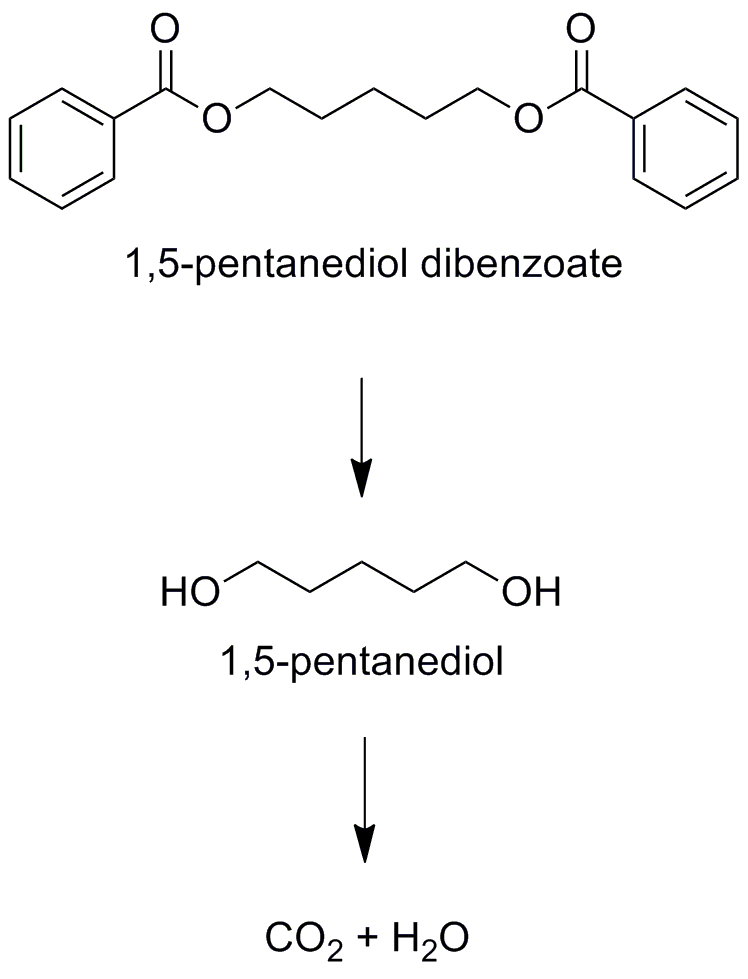 O O
O O
1,5-pentanediol dibenzoate
HO OH
1,5-pentanediol
CO₂ + H₂O